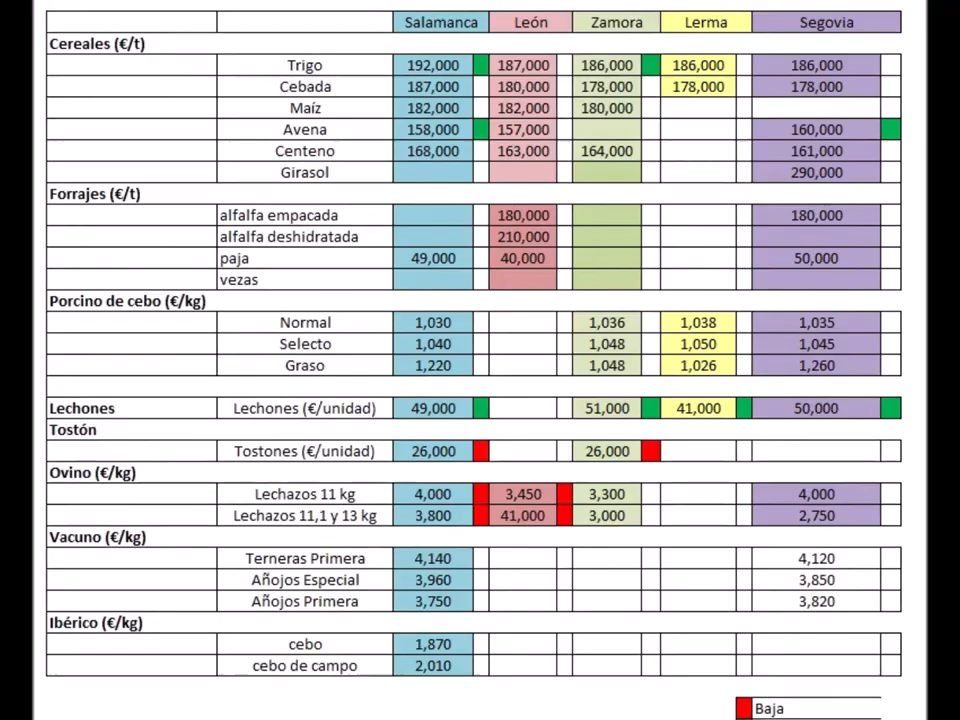 Salamanca León Zamora Lerma Segovia
Cereales (€/t)
Trigo 192,000 187,000 186,000 186,000 186,000
Cebada 187,000 180,000 178,000 178,000 178,000
Maíz 182,000 182,000 180,000
Avena 158,000 157,000 160,000
Centeno 168,000 163,000 164,000 161,000
Girasol 290,000
Forrajes (€/t)
alfalfa empacada 180,000 180,000
alfalfa deshidratada 210,000
paja 49,000 40,000 50,000
vezas
Porcino de cebo (€/kg)
Normal 1,030 1,036 1,038 1,035
Selecto 1,040 1,048 1,050 1,045
Graso 1,220 1,048 1,026 1,260
Lechones Lechones (€/unidad) 49,000 51,000 41,000 50,000
Tostón
Tostones (€/unidad) 26,000 26,000
Ovino (€/kg)
Lechazos 11 kg 4,000 3,450 3,300 4,000
Lechazos 11,1 y 13 kg 3,800 41,000 3,000 2,750
Vacuno (€/kg)
Terneras Primera 4,140 4,120
Añojos Especial 3,960 3,850
Añojos Primera 3,750 3,820
Ibérico (€/kg)
cebo 1,870
cebo de campo 2,010
Baja